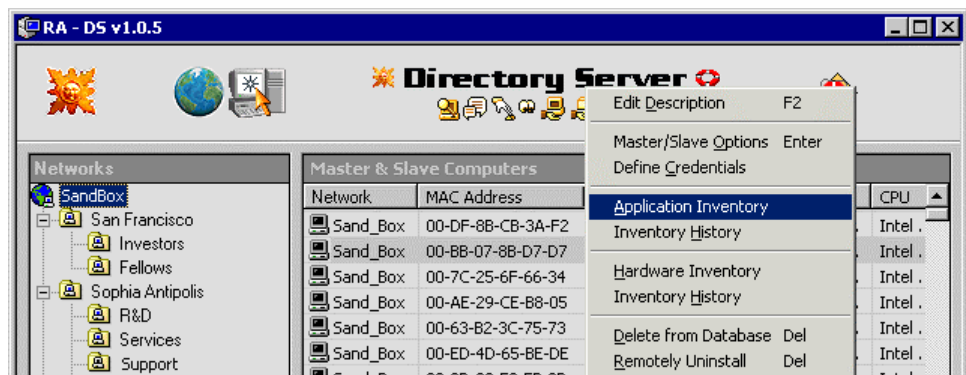 RA - DS v1.0.5
Directory Server
Edit Description F2
Master/Slave Options Enter
Define Credentials
Application Inventory
Inventory History
Hardware Inventory
Inventory History
Delete from Database Del
Remotely Uninstall Del
Networks
SandBox
San Francisco
Investors
Fellows
Sophia Antipolis
R&D
Services
Support
Master & Slave Computers
Network MAC Address CPU
Sand_Box 00-DF-8B-CB-3A-F2 Intel .
Sand_Box 00-BB-07-8B-D7-D7 Intel .
Sand_Box 00-7C-25-6F-66-34 Intel .
Sand_Box 00-AE-29-CE-B8-05 Intel .
Sand_Box 00-63-B2-3C-75-73 Intel .
Sand_Box 00-ED-4D-65-BE-DE Intel .